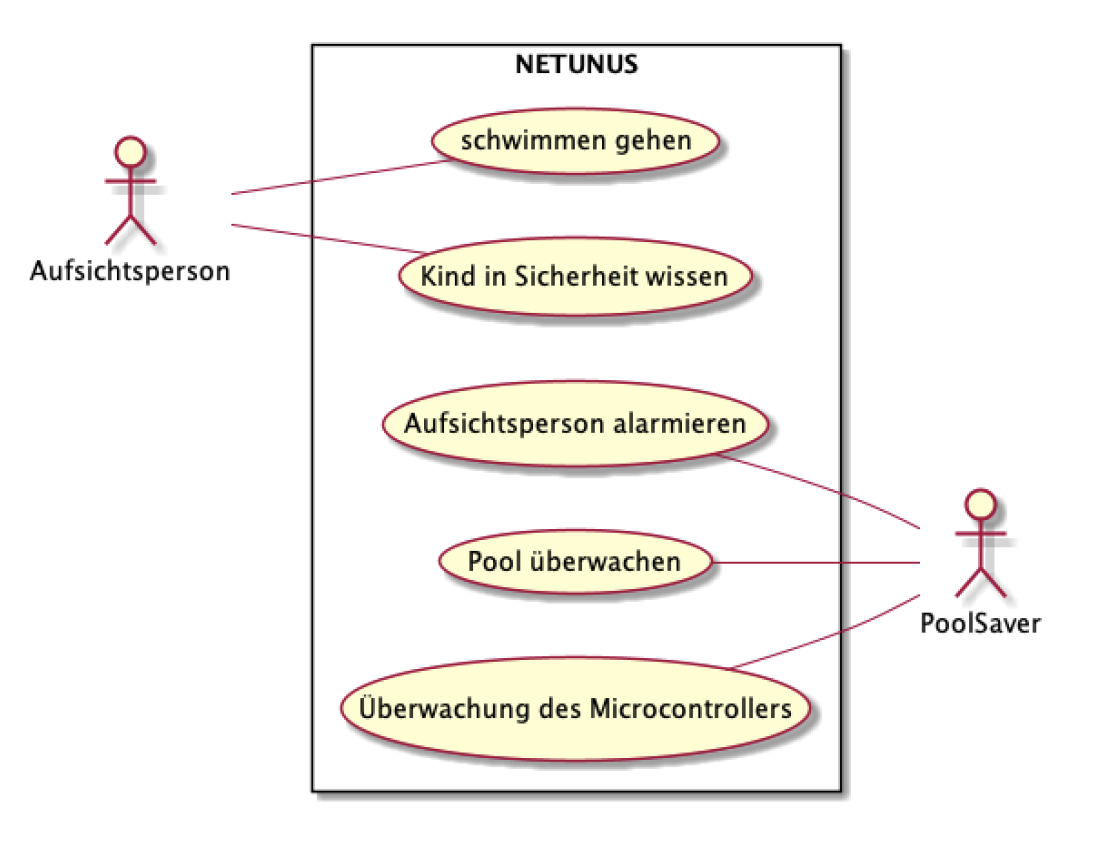 NETUNUS
schwimmen gehen
Aufsichtsperson
Kind in Sicherheit wissen
Aufsichtsperson alarmieren
Pool überwachen
PoolSaver
Überwachung des Microcontrollers